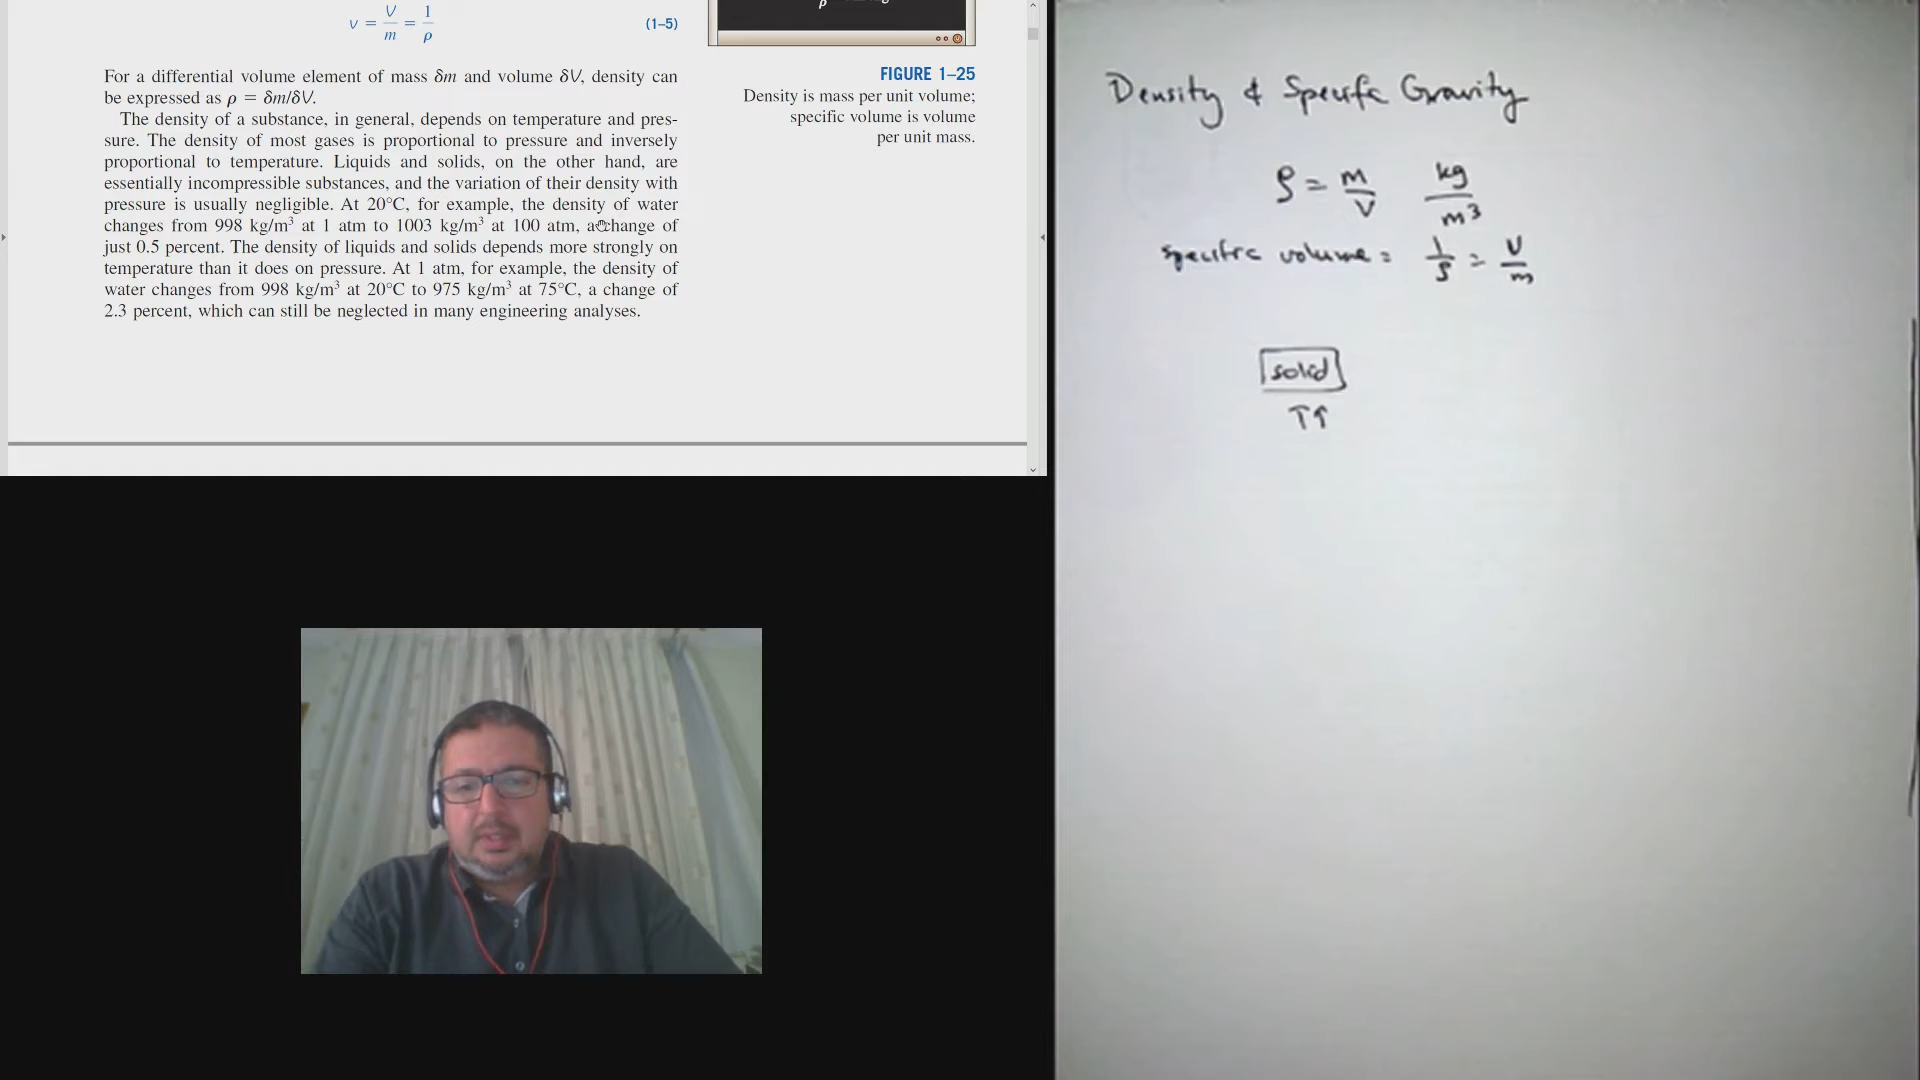 ν = V/m = 1/ρ (1–5)
For a differential volume element of mass δm and volume δV, density can
be expressed as ρ = δm/δV.
The density of a substance, in general, depends on temperature and pres-
sure. The density of most gases is proportional to pressure and inversely
proportional to temperature. Liquids and solids, on the other hand, are
essentially incompressible substances, and the variation of their density with
pressure is usually negligible. At 20°C, for example, the density of water
changes from 998 kg/m³ at 1 atm to 1003 kg/m³ at 100 atm, a change of
just 0.5 percent. The density of liquids and solids depends more strongly on
temperature than it does on pressure. At 1 atm, for example, the density of
water changes from 998 kg/m³ at 20°C to 975 kg/m³ at 75°C, a change of
2.3 percent, which can still be neglected in many engineering analyses.
FIGURE 1–25
Density is mass per unit volume;
specific volume is volume
per unit mass.
Density & Specifc Gravity
ρ = m/V kg/m³
specific volume = 1/ρ = V/m
solid
T↑